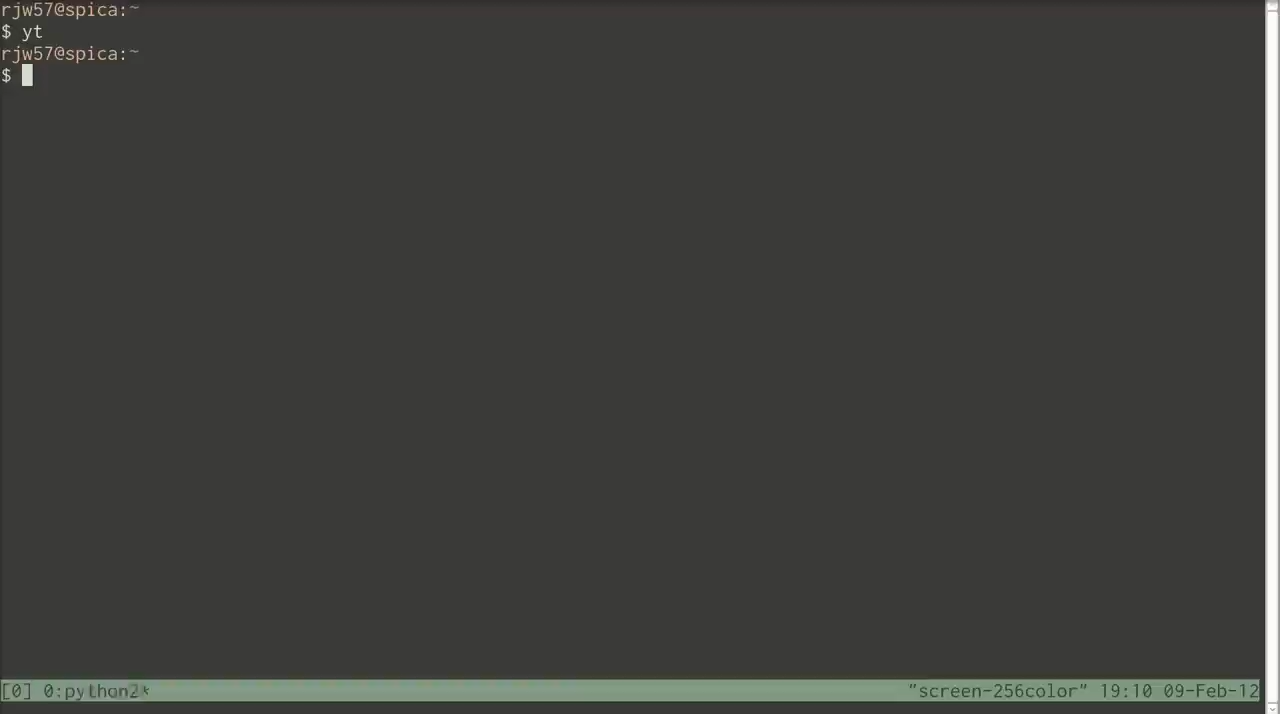 rjw57@spica:~
$ yt
rjw57@spica:~
$
[0] 0:python2* "screen-256color" 19:10 09-Feb-12